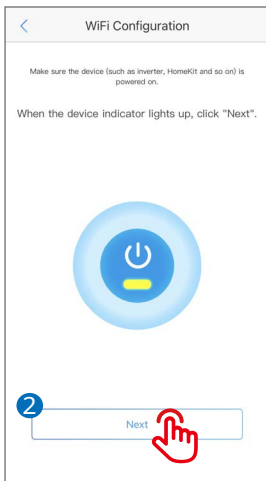 WiFi Configuration
Make sure the device (such as inverter, HomeKit and so on) is
powered on.
When the device indicator lights up, click "Next".
2
Next